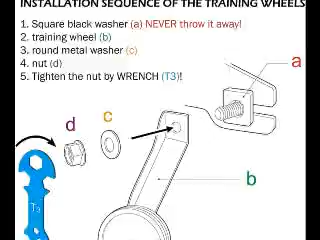 INSTALLATION SEQUENCE OF THE TRAINING WHEELS
1. Square black washer (a) NEVER throw it away!
2. training wheel (b)
3. round metal washer (c)
4. nut (d)
5. Tighten the nut by WRENCH (T3)!
a
c
d
b
T3